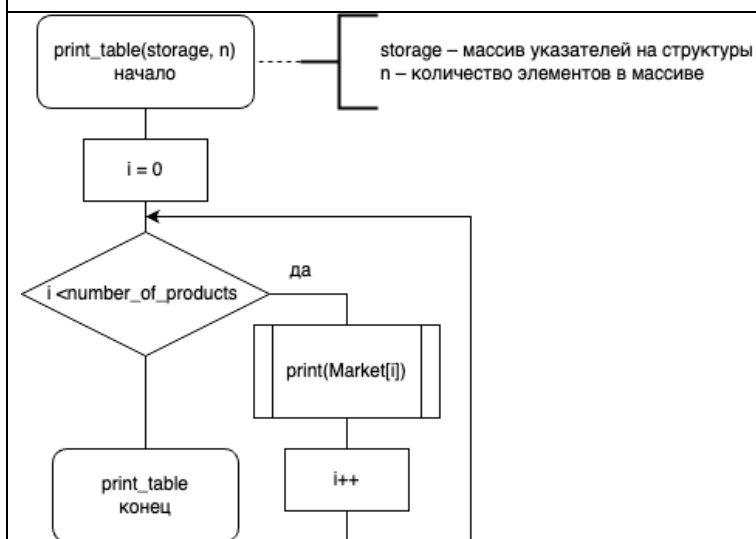 print_table(storage, n)
начало
storage – массив указателей на структуры
n – количество элементов в массиве
i = 0
i <number_of_products
да
print(Market[i])
i++
print_table
конец